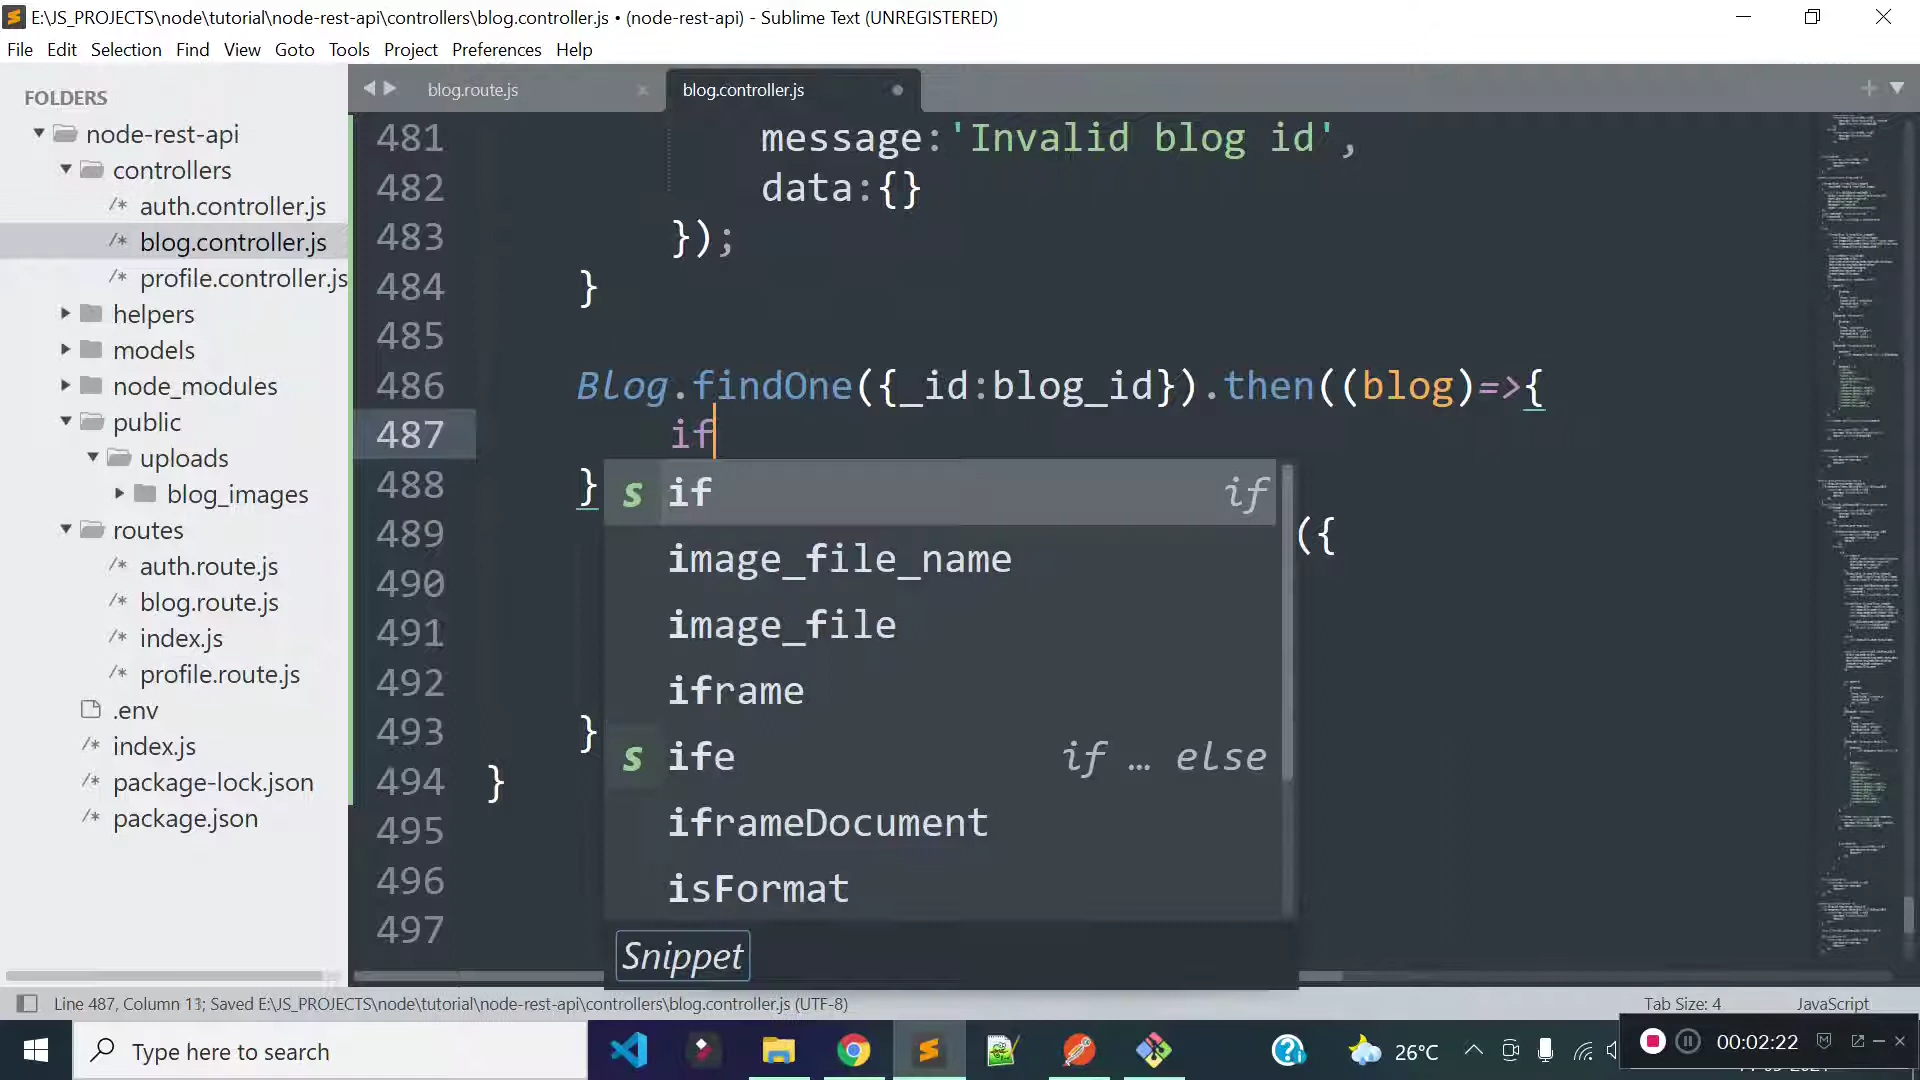 E:\JS_PROJECTS\node\tutorial\node-rest-api\controllers\blog.controller.js • (node-rest-api) - Sublime Text (UNREGISTERED)
File Edit Selection Find View Goto Tools Project Preferences Help
FOLDERS
node-rest-api
controllers
/* auth.controller.js
/* blog.controller.js
/* profile.controller.js
helpers
models
node_modules
public
uploads
blog_images
routes
/* auth.route.js
/* blog.route.js
/* index.js
/* profile.route.js
.env
/* index.js
/* package-lock.json
/* package.json
blog.route.js
blog.controller.js
481 message:'Invalid blog id',
482 data:{}
483 });
484 }
485
486 Blog.findOne({_id:blog_id}).then((blog)=>{
487 if
488 }
489 ({
490
491
492
493 }
494 }
495
496
497
s if if
image_file_name
image_file
iframe
s ife if … else
iframeDocument
isFormat
Snippet
Line 487, Column 13; Saved E:\JS_PROJECTS\node\tutorial\node-rest-api\controllers\blog.controller.js (UTF-8)
Tab Size: 4
JavaScript
Type here to search
26°C
00:02:22